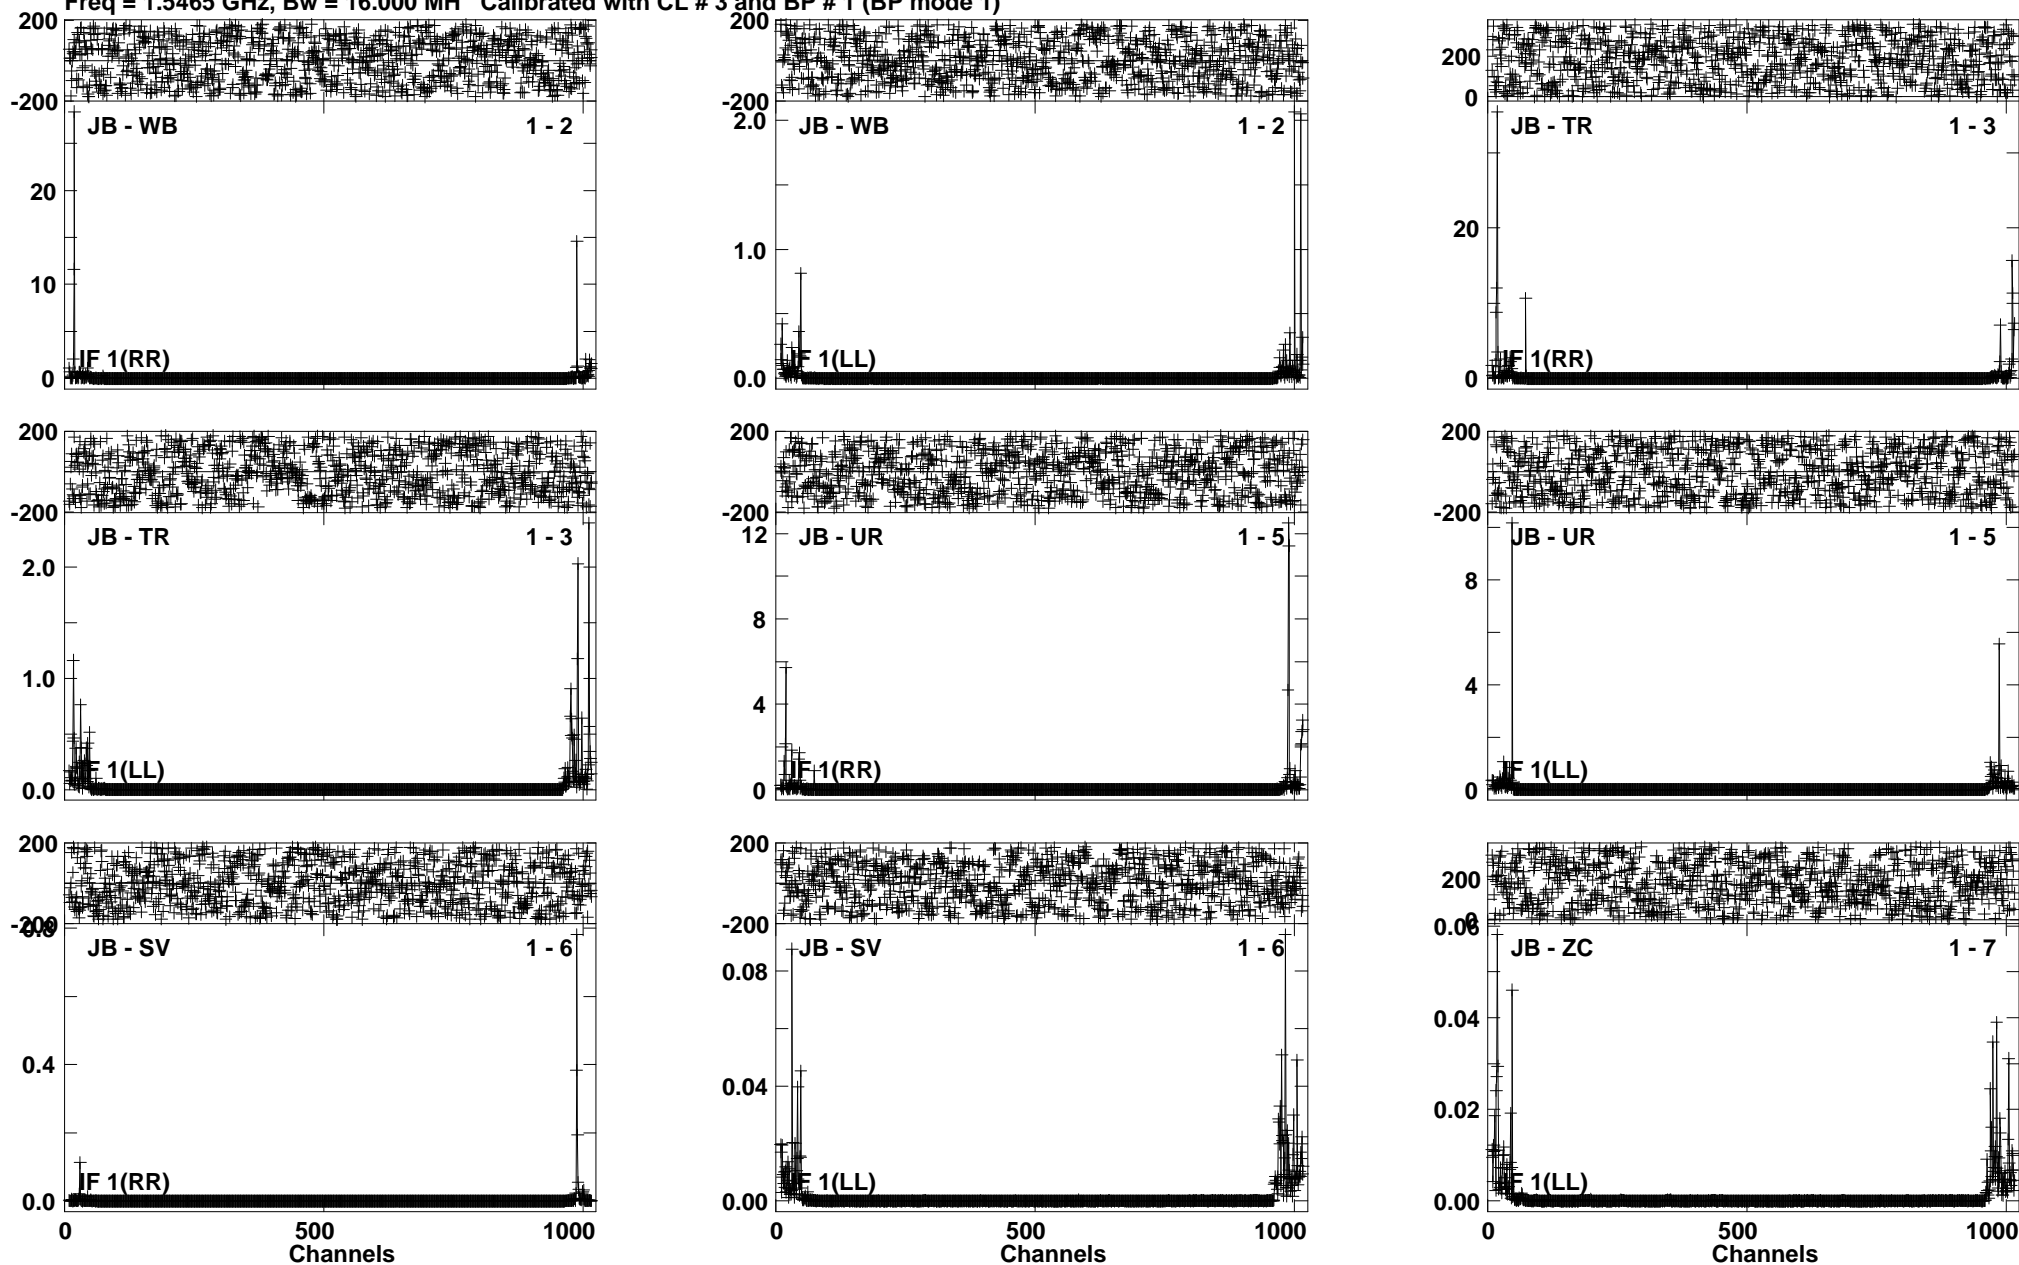 Freq = 1.5465 GHz, Bw = 16.000 MH Calibrated with CL # 3 and BP # 1 (BP mode 1)
200 200 200
-200 -200 0
JB - WB 1 - 2 JB - WB 1 - 2 JB - TR 1 - 3
20 2.0 20
10 1.0
IF 1(RR) IF 1(LL) IF 1(RR)
0 0.0 0
200 200 200
-200 -200 -200
JB - TR 1 - 3 JB - UR 1 - 5 JB - UR 1 - 5
2.0 12 8
1.0 8 4
4
IF 1(LL) IF 1(RR) IF 1(LL)
0.0 0 0
200 200 200
-200 -200 0
0.8 0.06
JB - SV 1 - 6 JB - SV 1 - 6 JB - ZC 1 - 7
0.4 0.08 0.04
0.04 0.02
IF 1(RR) IF 1(LL) IF 1(LL)
0.0 0.00 0.00
0 500 1000 0 500 1000 0 500 1000
Channels Channels Channels